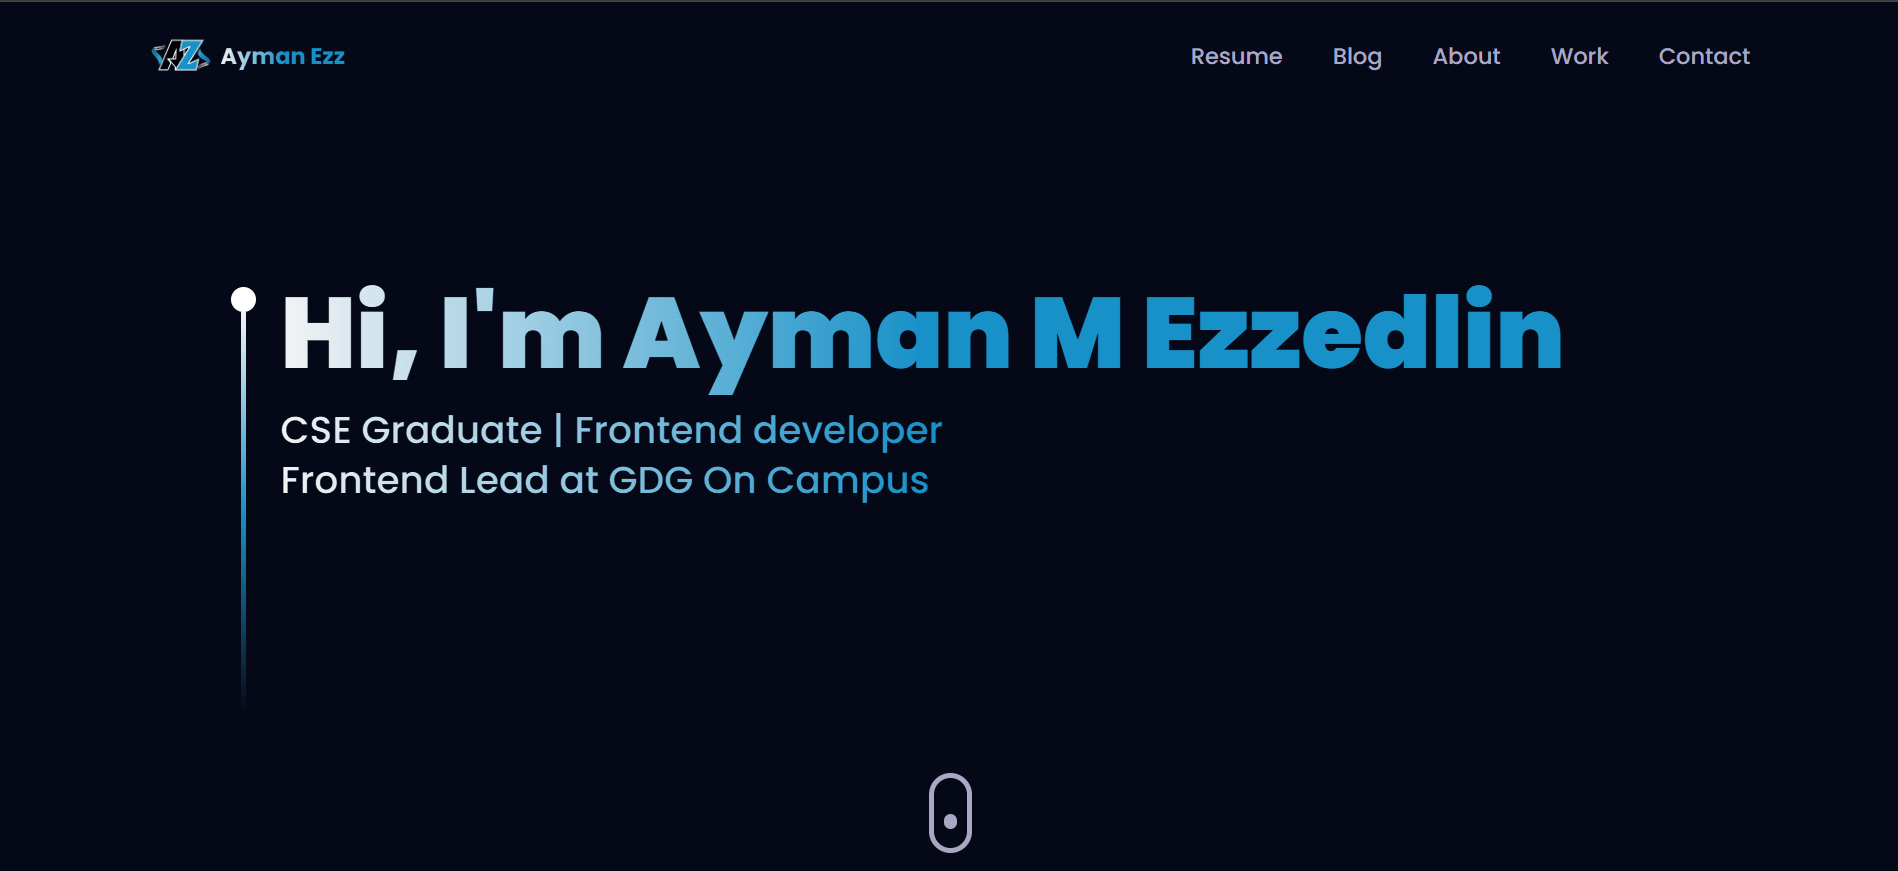 AZ Ayman Ezz
Resume Blog About Work Contact
Hi, I'm Ayman M Ezzedlin
CSE Graduate | Frontend developer
Frontend Lead at GDG On Campus